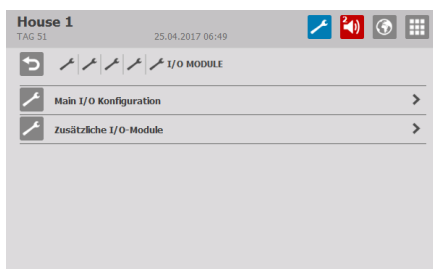 House 1
TAG 51 25.04.2017 06:49
2
I/O MODULE
Main I/O Konfiguration
Zusätzliche I/O-Module